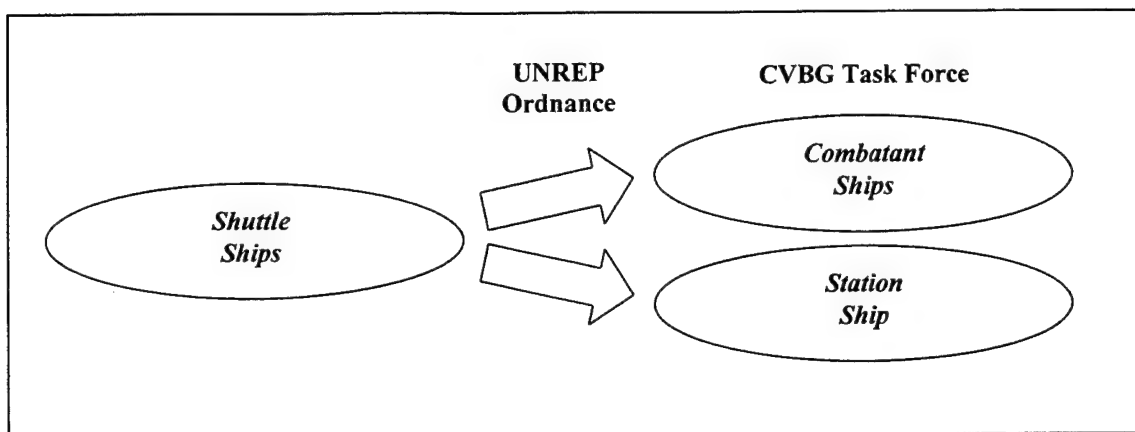 UNREP
Ordnance
CVBG Task Force
Shuttle
Ships
Combatant
Ships
Station
Ship